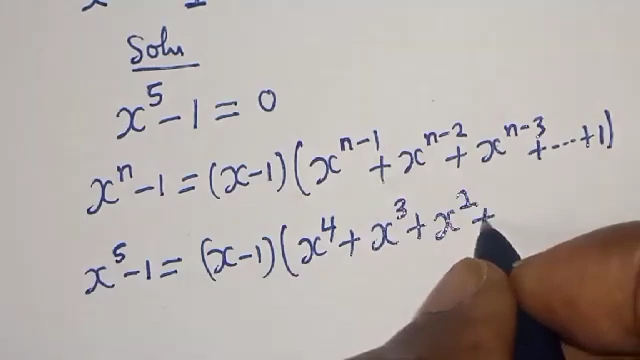 Solu
x⁵ - 1 = 0
xⁿ - 1 = (x-1)(xⁿ⁻¹ + xⁿ⁻² + xⁿ⁻³ + ... + 1)
x⁵ - 1 = (x-1)(x⁴ + x³ + x² +